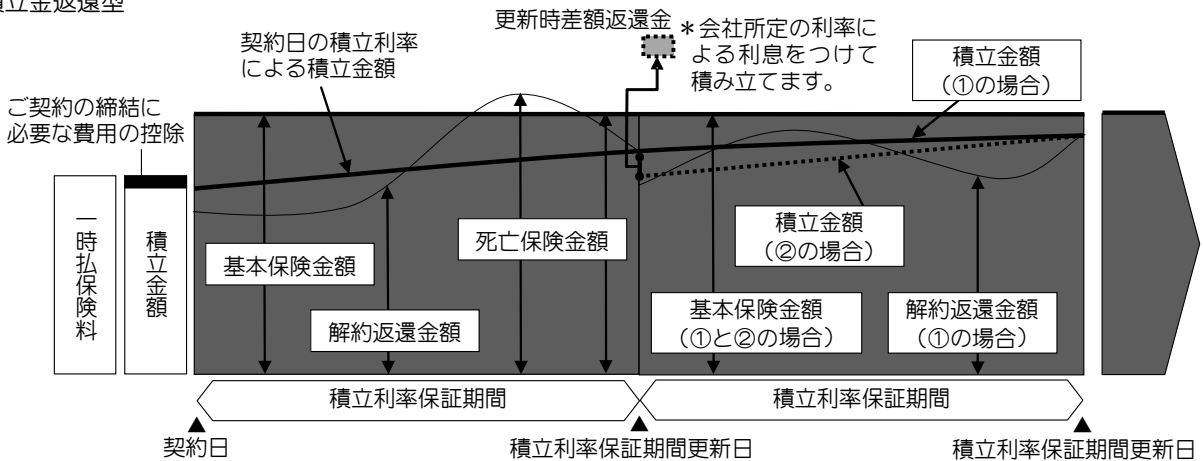 積立金返還型
更新時差額返還金
＊会社所定の利率に
よる利息をつけて
積み立てます。
契約日の積立利率
による積立金額
積立金額
（①の場合）
ご契約の締結に
必要な費用の控除
一時払保険料
積立金額
基本保険金額
解約返還金額
死亡保険金額
積立金額
（②の場合）
基本保険金額
（①と②の場合）
解約返還金額
（①の場合）
積立利率保証期間
積立利率保証期間
契約日
積立利率保証期間更新日
積立利率保証期間更新日